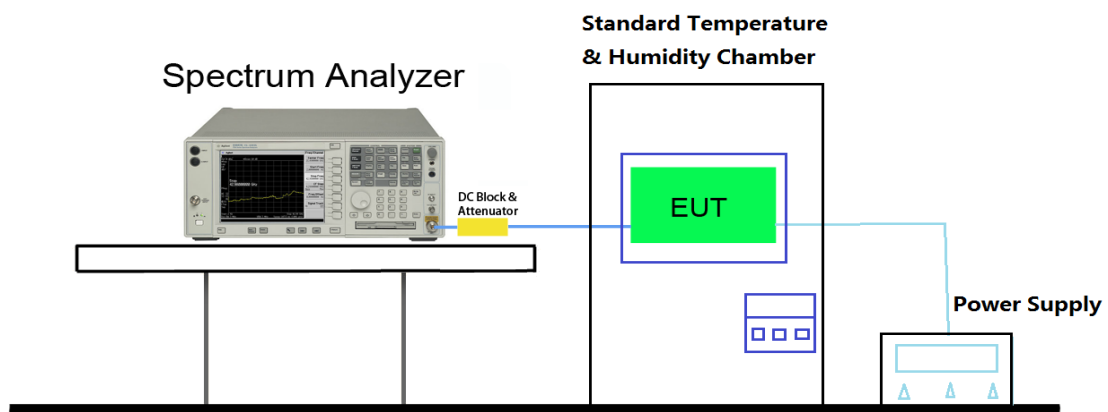 Standard Temperature
& Humidity Chamber
Spectrum Analyzer
DC Block &
Attenuator
EUT
Power Supply